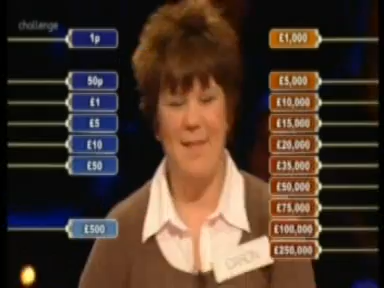 challenge
1p £1,000
50p £5,000
£1 £10,000
£5 £15,000
£10 £20,000
£50 £35,000
£50,000
£75,000
£500 £100,000
£250,000